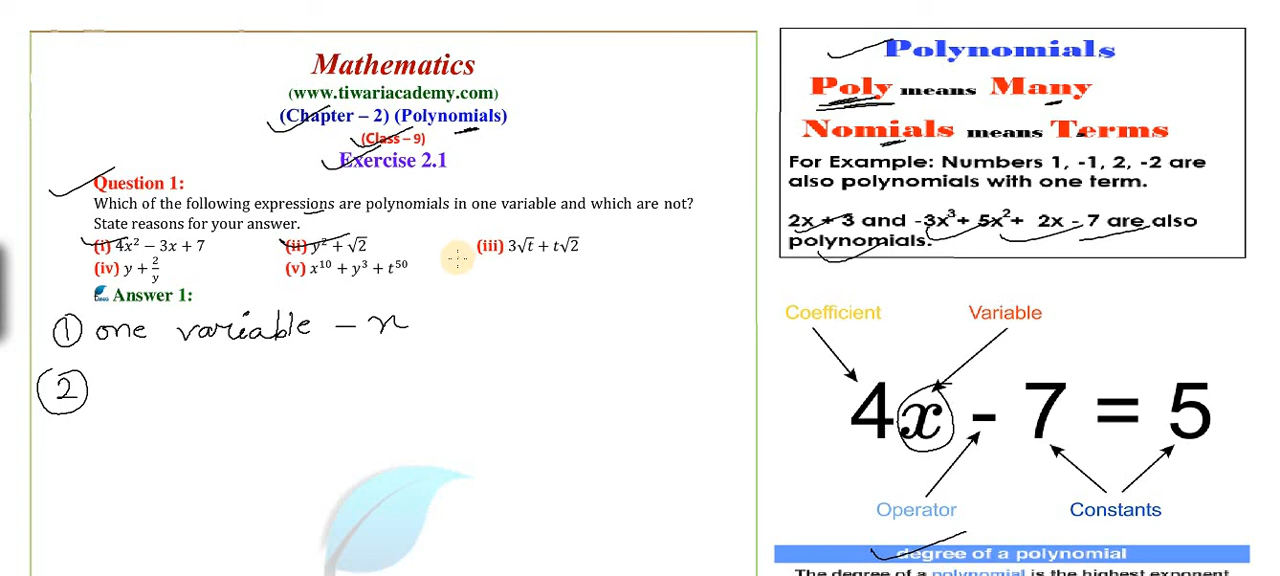 Mathematics
(www.tiwariacademy.com)
(Chapter – 2) (Polynomials)
(Class – 9)
Exercise 2.1
Question 1:
Which of the following expressions are polynomials in one variable and which are not?
State reasons for your answer.
(i) 4x² − 3x + 7 (ii) y² + √2 (iii) 3√t + t√2
(iv) y + 2/y (v) x¹⁰ + y³ + t⁵⁰
Answer 1:
① one variable – x
②
Polynomials
Poly means Many
Nomials means Terms
For Example: Numbers 1, -1, 2, -2 are
also polynomials with one term.
2x + 3 and -3x³+ 5x²+ 2x - 7 are also
polynomials.
Coefficient Variable
4x - 7 = 5
Operator Constants
degree of a polynomial
The degree of a polynomial is the highest exponent